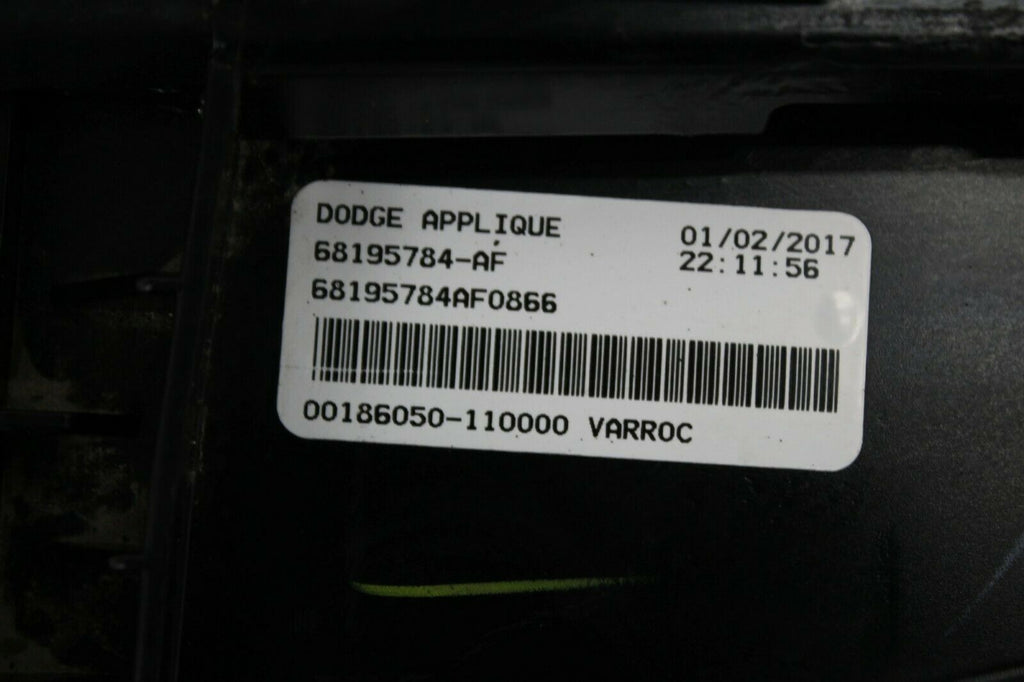 DODGE APPLIQUE
01/02/2017
68195784-AF
22:11:56
68195784AF0866
00186050-110000 VARROC